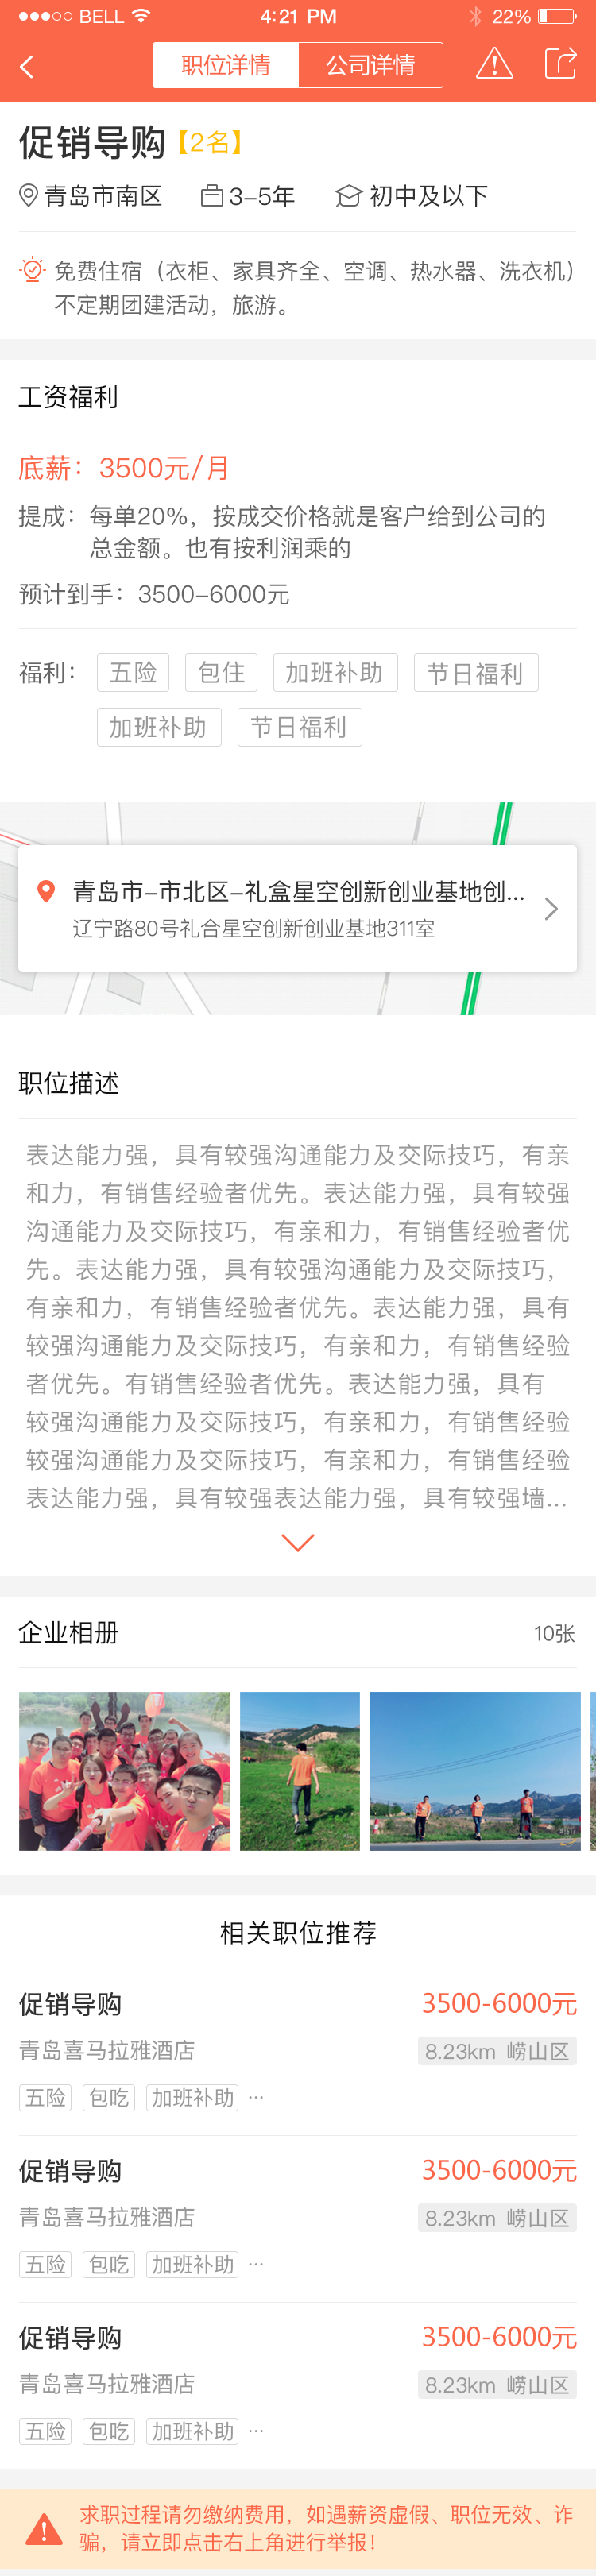 BELL 4:21 PM 22%
职位详情 公司详情
促销导购【2名】
青岛市南区 3-5年 初中及以下
免费住宿（衣柜、家具齐全、空调、热水器、洗衣机）
不定期团建活动，旅游。
工资福利
底薪：3500元/月
提成：每单20%，按成交价格就是客户给到公司的
总金额。也有按利润乘的
预计到手：3500-6000元
福利： 五险 包住 加班补助 节日福利
加班补助 节日福利
青岛市-市北区-礼盒星空创新创业基地创...
辽宁路80号礼合星空创新创业基地311室
职位描述
表达能力强，具有较强沟通能力及交际技巧，有亲
和力，有销售经验者优先。表达能力强，具有较强
沟通能力及交际技巧，有亲和力，有销售经验者优
先。表达能力强，具有较强沟通能力及交际技巧，
有亲和力，有销售经验者优先。表达能力强，具有
较强沟通能力及交际技巧，有亲和力，有销售经验
者优先。有销售经验者优先。表达能力强，具有
较强沟通能力及交际技巧，有亲和力，有销售经验
较强沟通能力及交际技巧，有亲和力，有销售经验
表达能力强，具有较强表达能力强，具有较强墙...
企业相册 10张
相关职位推荐
促销导购 3500-6000元
青岛喜马拉雅酒店 8.23km 崂山区
五险 包吃 加班补助 ...
促销导购 3500-6000元
青岛喜马拉雅酒店 8.23km 崂山区
五险 包吃 加班补助 ...
促销导购 3500-6000元
青岛喜马拉雅酒店 8.23km 崂山区
五险 包吃 加班补助 ...
求职过程请勿缴纳费用，如遇薪资虚假、职位无效、诈
骗，请立即点击右上角进行举报！